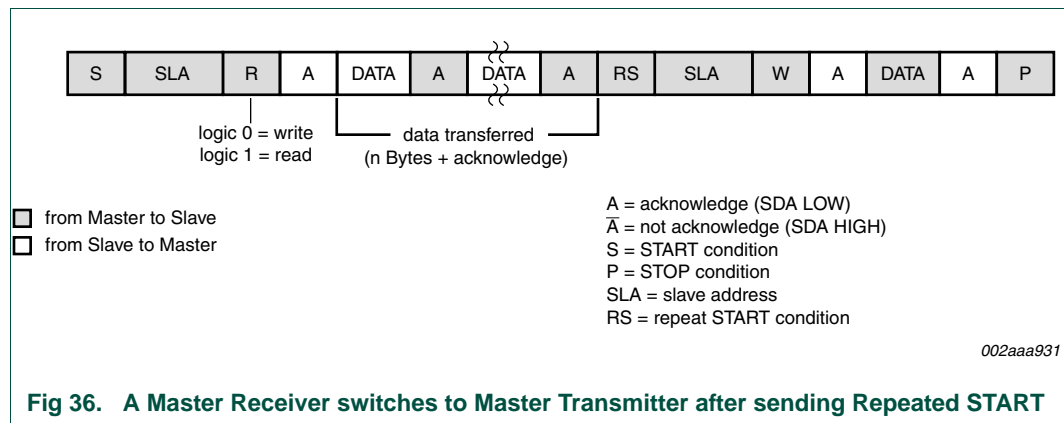 S SLA R A DATA A DATA A RS SLA W A DATA A P
logic 0 = write
logic 1 = read
data transferred
(n Bytes + acknowledge)
from Master to Slave
from Slave to Master
A = acknowledge (SDA LOW)
A̅ = not acknowledge (SDA HIGH)
S = START condition
P = STOP condition
SLA = slave address
RS = repeat START condition
002aaa931
Fig 36. A Master Receiver switches to Master Transmitter after sending Repeated START